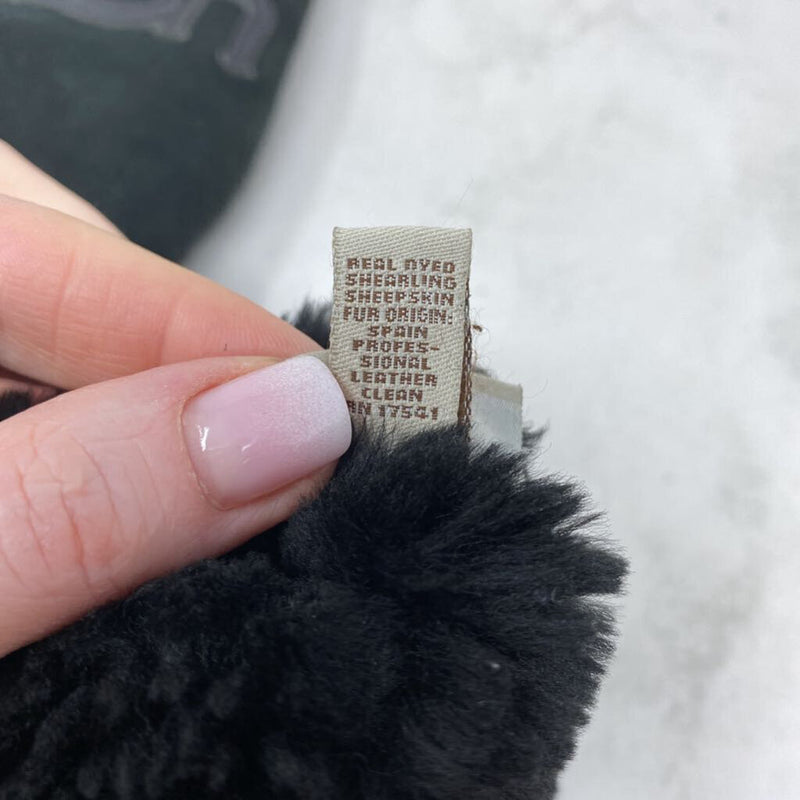 REAL DYED
SHEARLING
SHEEPSKIN
FUR ORIGIN:
SPAIN
PROFES-
SIONAL
LEATHER
CLEAN
RN 17541